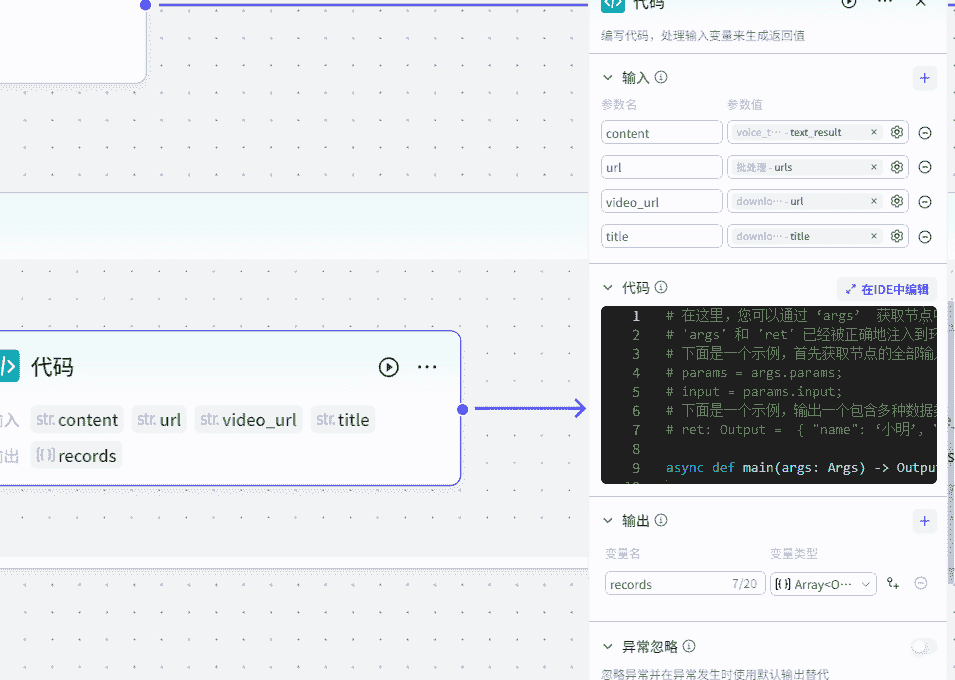 代码
输入 str. content str. url str. video_url str. title
输出 [{}] records
代码
编写代码，处理输入变量来生成返回值
输入
参数名 参数值
content voice_t··· - text_result
url 批处理 - urls
video_url downlo··· - url
title downlo··· - title
代码 在IDE中编辑
1 # 在这里，您可以通过 ‘args’ 获取节点
2 # 'args' 和 'ret' 已经被正确地注入到环
3 # 下面是一个示例，首先获取节点的全部输入
4 # params = args.params;
5 # input = params.input;
6 # 下面是一个示例，输出一个包含多种数据
7 # ret: Output = { "name": ‘小明’,
8
9 async def main(args: Args) -> Output
输出
变量名 变量类型
records 7/20 [{}] Array<O···
异常忽略
忽略异常并在异常发生时使用默认输出替代